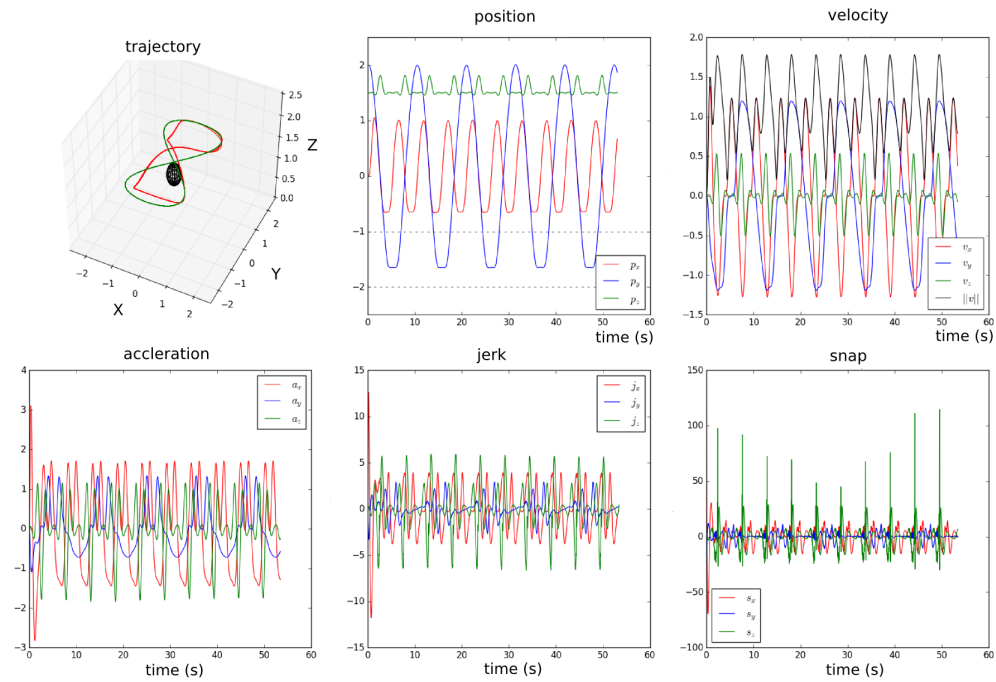 trajectory
2.5
2.0
1.5
1.0
0.5
0.0
Z
2
1
0
−1
−2
Y
−2
−1
0
1
2
X
position
2
1
0
−1
−2
p_x
p_y
p_z
0 10 20 30 40 50 60
time (s)
velocity
2.0
1.5
1.0
0.5
0.0
−0.5
−1.0
−1.5
v_x
v_y
v_z
||v||
0 10 20 30 40 50 60
time (s)
accleration
4
3
2
1
0
−1
−2
−3
a_x
a_y
a_z
0 10 20 30 40 50 60
time (s)
jerk
15
10
5
0
−5
−10
−15
j_x
j_y
j_z
0 10 20 30 40 50 60
time (s)
snap
150
100
50
0
−50
−100
s_x
s_y
s_z
0 10 20 30 40 50 60
time (s)